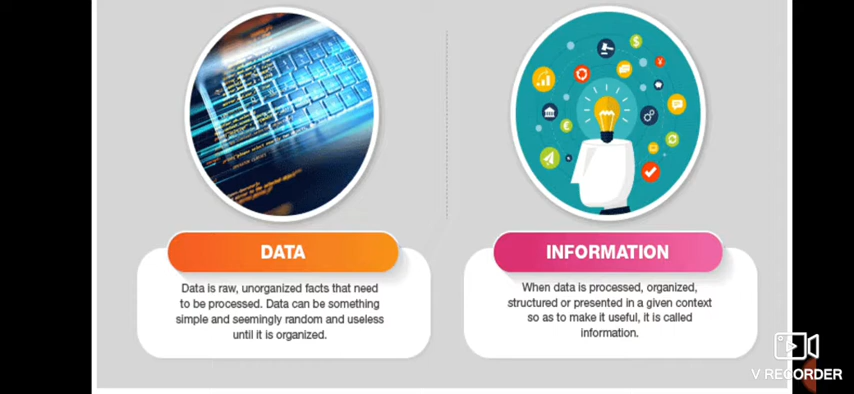 DATA
Data is raw, unorganized facts that need
to be processed. Data can be something
simple and seemingly random and useless
until it is organized.
INFORMATION
When data is processed, organized,
structured or presented in a given context
so as to make it useful, it is called
information.
V RECORDER